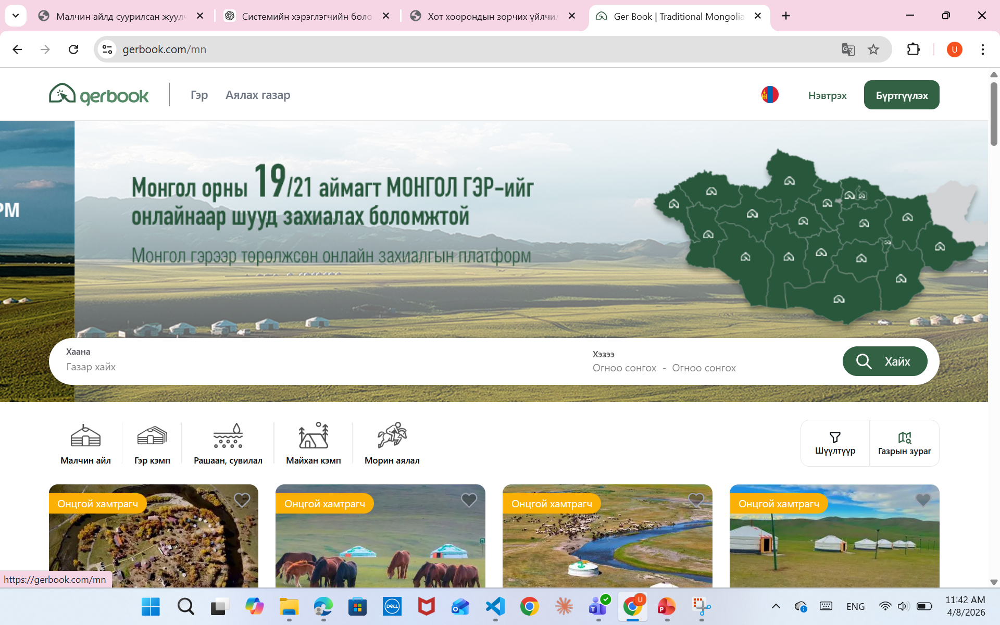 Малчин айлд суурилсан жуулч
Системийн хэрэглэгчийн боло
Хот хоорондын зорчих үйлчил
Ger Book | Traditional Mongolia
gerbook.com/mn
U
gerbook
Гэр
Аялах газар
Нэвтрэх
Бүртгүүлэх
РМ
Монгол орны 19/21 аймагт МОНГОЛ ГЭР-ийг
онлайнаар шууд захиалах боломжтой
Монгол гэрээр төрөлжсөн онлайн захиалгын платформ
Хаана
Газар хайх
Хэзээ
Огноо сонгох - Огноо сонгох
Хайх
Малчин айл
Гэр кэмп
Рашаан, сувилал
Майхан кэмп
Морин аялал
Шүүлтүүр
Газрын зураг
Онцгой хамтрагч
Онцгой хамтрагч
Онцгой хамтрагч
Онцгой хамтрагч
https://gerbook.com/mn
DELL
U
ENG
11:42 AM
4/8/2026